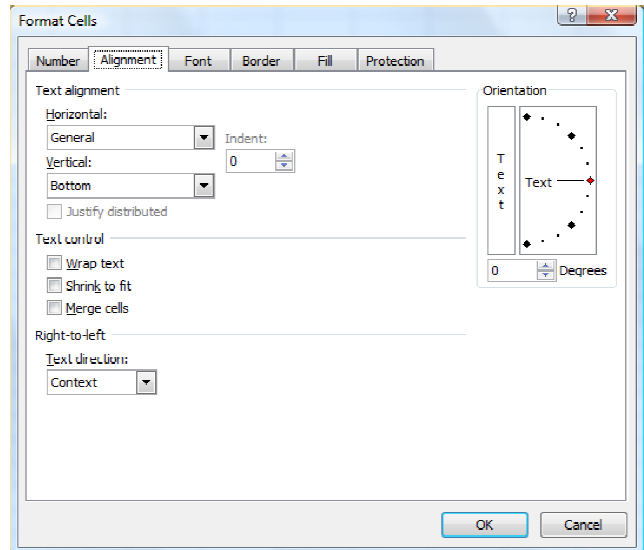 Format Cells
Number Alignment Font Border Fill Protection
Text alignment
Horizontal:
General
Indent:
0
Vertical:
Bottom
Justify distributed
Text control
Wrap text
Shrink to fit
Merge cells
Right-to-left
Text direction:
Context
Orientation
Text
Text
0 Degrees
OK Cancel